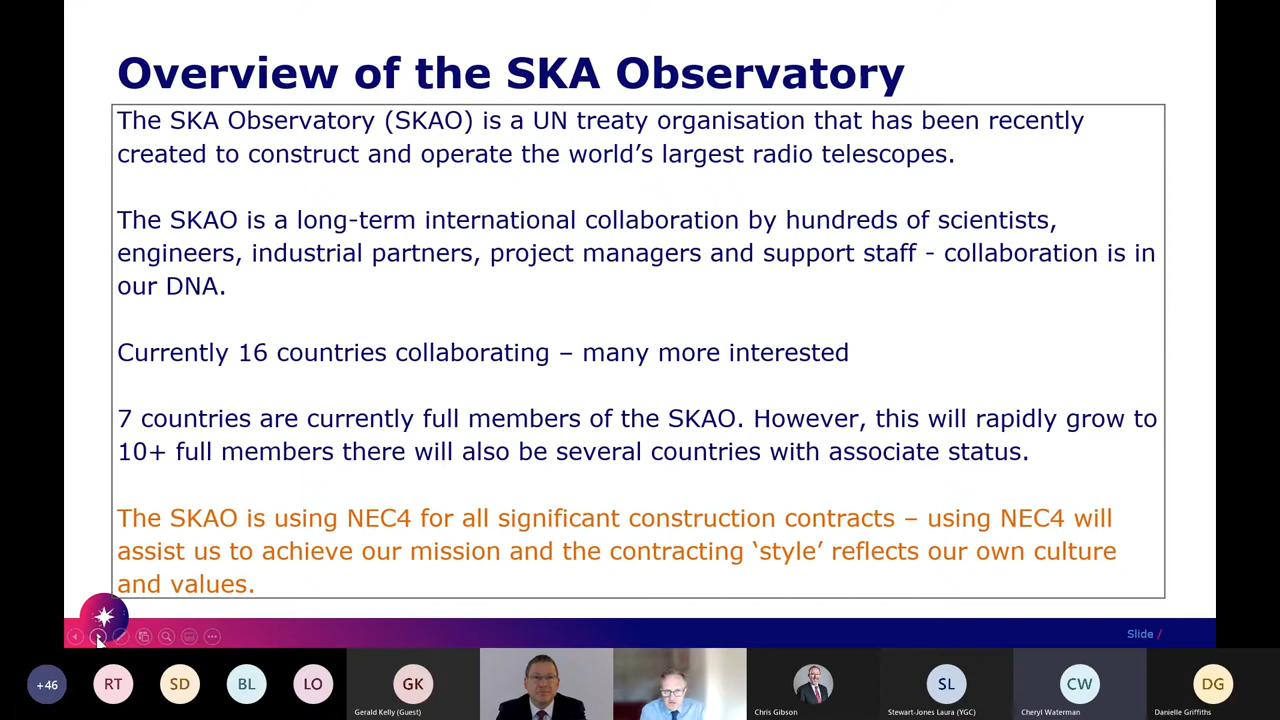 Overview of the SKA Observatory
The SKA Observatory (SKAO) is a UN treaty organisation that has been recently
created to construct and operate the world’s largest radio telescopes.
The SKAO is a long-term international collaboration by hundreds of scientists,
engineers, industrial partners, project managers and support staff - collaboration is in
our DNA.
Currently 16 countries collaborating – many more interested
7 countries are currently full members of the SKAO. However, this will rapidly grow to
10+ full members there will also be several countries with associate status.
The SKAO is using NEC4 for all significant construction contracts – using NEC4 will
assist us to achieve our mission and the contracting ‘style’ reflects our own culture
and values.
Slide /
+46 RT SD BL LO GK SL CW DG
Gerald Kelly (Guest) Chris Gibson Stewart-Jones Laura (YGC) Cheryl Waterman Danielle Griffiths